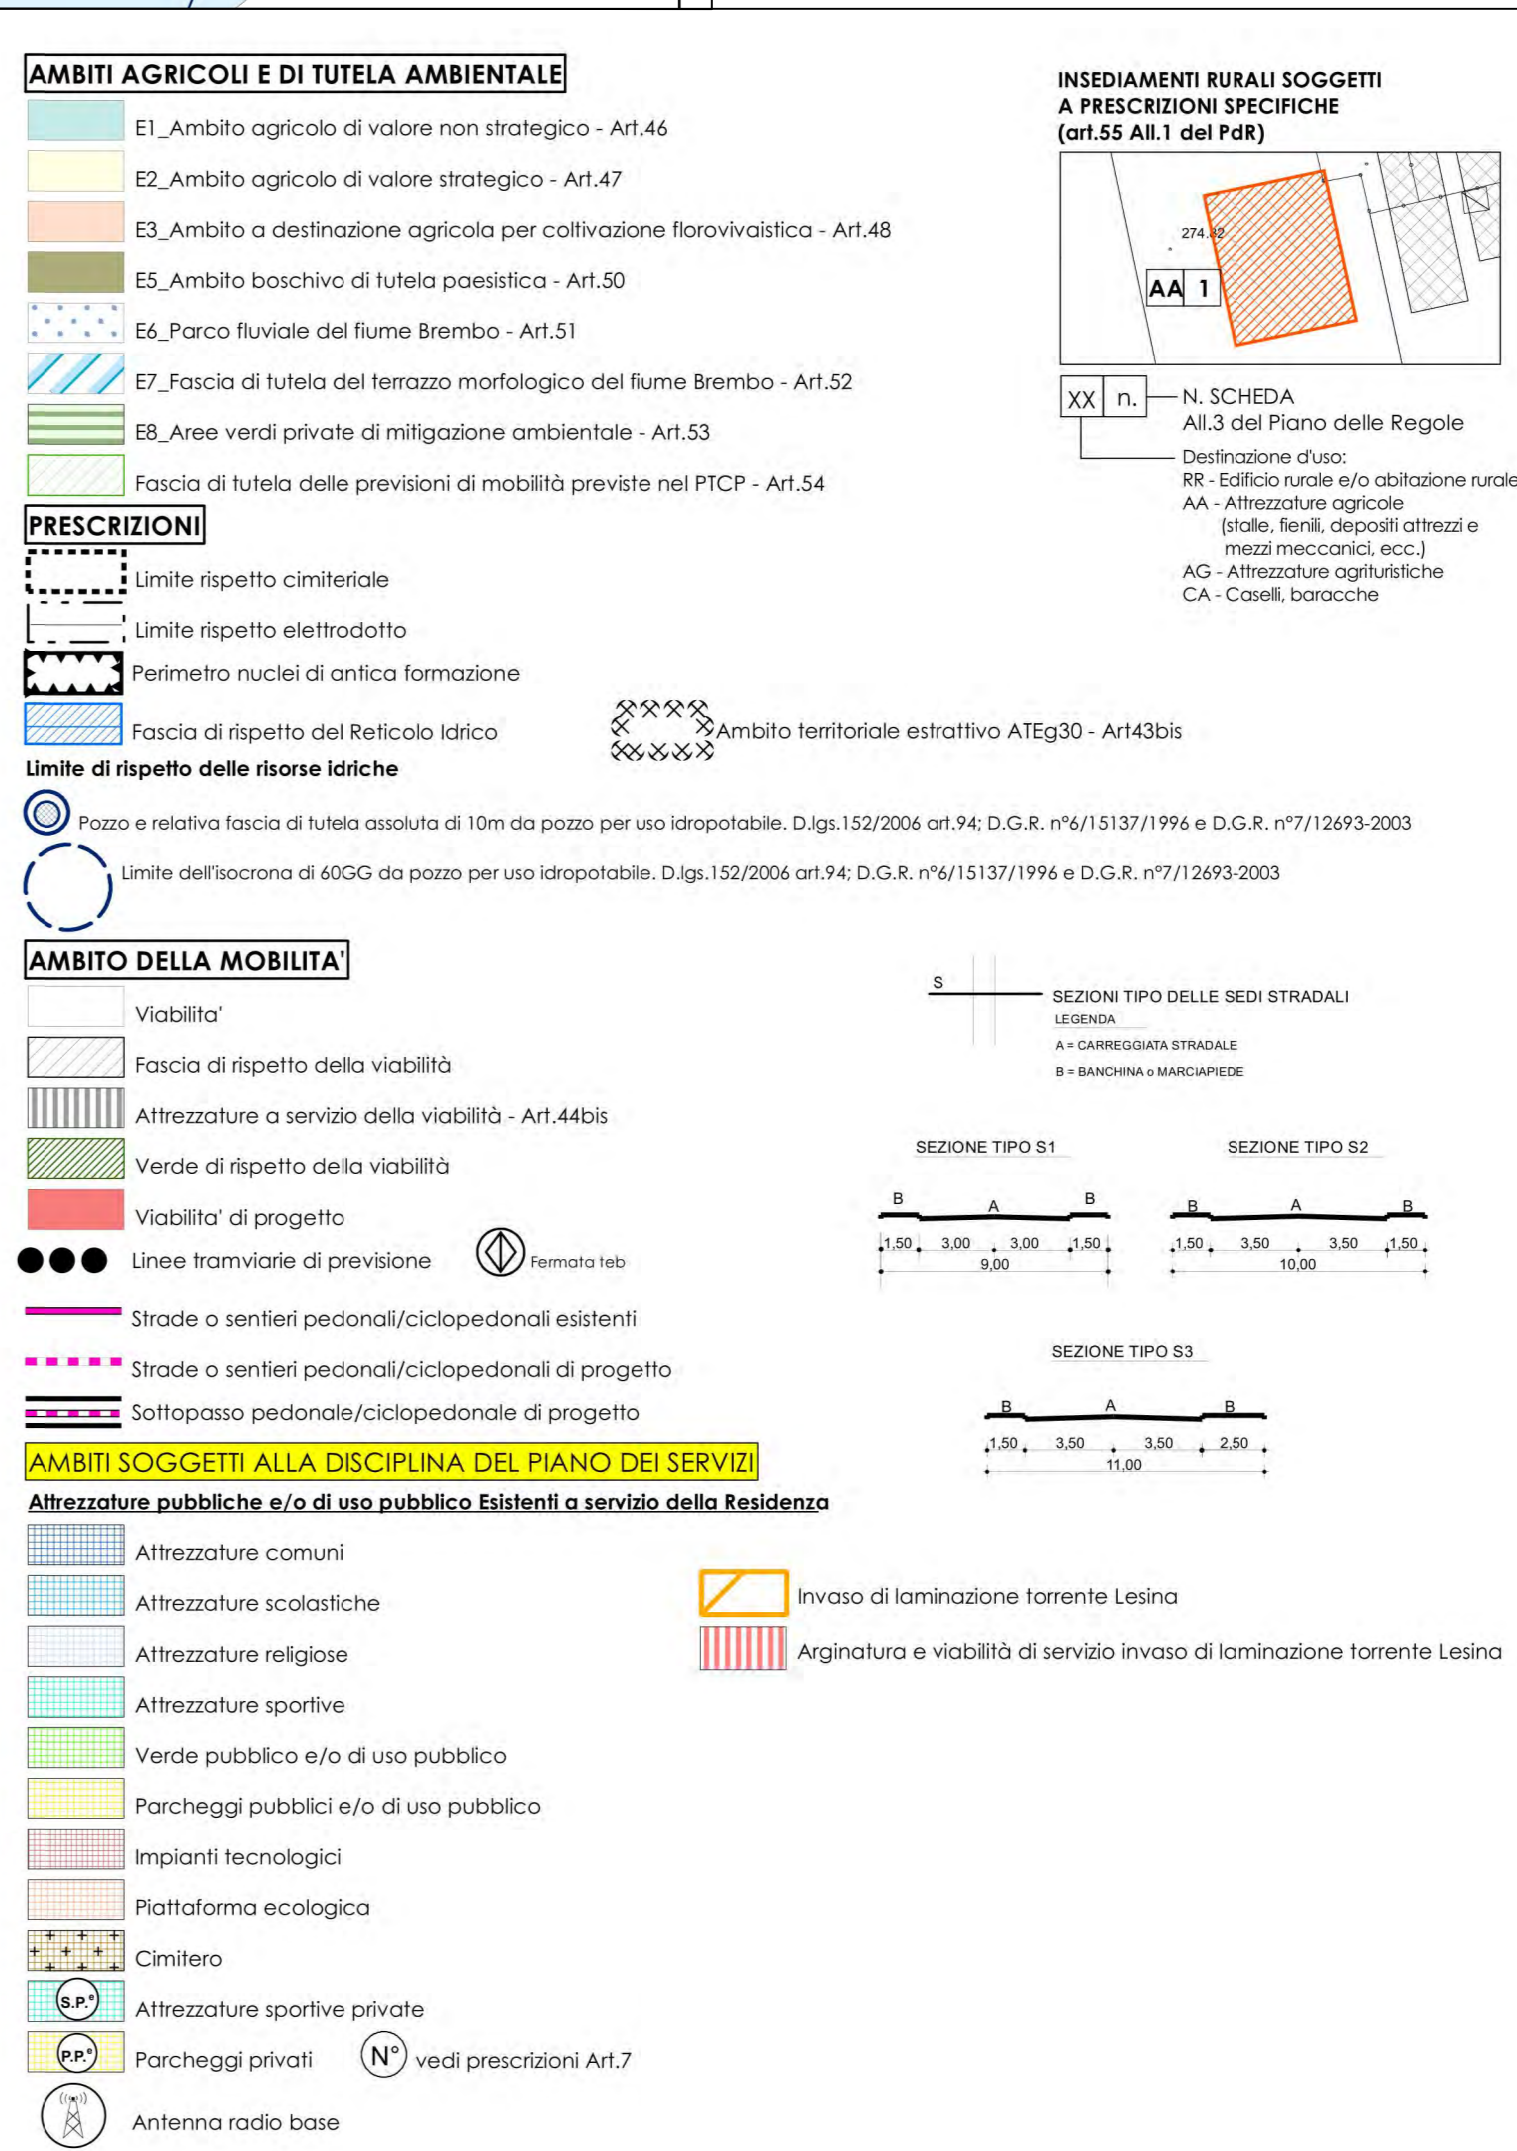 AMBITI AGRICOLI E DI TUTELA AMBIENTALE
E1_Ambito agricolo di valore non strategico - Art.46
E2_Ambito agricolo di valore strategico - Art.47
E3_Ambito a destinazione agricola per coltivazione florovivaistica - Art.48
E5_Ambito boschivo di tutela paesistica - Art.50
E6_Parco fluviale del fiume Brembo - Art.51
E7_Fascia di tutela del terrazzo morfologico del fiume Brembo - Art.52
E8_Aree verdi private di mitigazione ambientale - Art.53
Fascia di tutela delle previsioni di mobilità previste nel PTCP - Art.54
INSEDIAMENTI RURALI SOGGETTI
A PRESCRIZIONI SPECIFICHE
(art.55 All.1 del PdR)
274.82
AA 1
XX n.
N. SCHEDA
All.3 del Piano delle Regole
Destinazione d'uso:
RR - Edificio rurale e/o abitazione rurale
AA - Attrezzature agricole
(stalle, fienili, depositi attrezzi e
mezzi meccanici, ecc.)
AG - Attrezzature agrituristiche
CA - Caselli, baracche
PRESCRIZIONI
Limite rispetto cimiteriale
Limite rispetto elettrodotto
Perimetro nuclei di antica formazione
Fascia di rispetto del Reticolo Idrico
Ambito territoriale estrattivo ATEg30 - Art43bis
Limite di rispetto delle risorse idriche
Pozzo e relativa fascia di tutela assoluta di 10m da pozzo per uso idropotabile. D.lgs.152/2006 art.94; D.G.R. n°6/15137/1996 e D.G.R. n°7/12693-2003
Limite dell'isocrona di 60GG da pozzo per uso idropotabile. D.lgs.152/2006 art.94; D.G.R. n°6/15137/1996 e D.G.R. n°7/12693-2003
AMBITO DELLA MOBILITA'
Viabilita'
Fascia di rispetto della viabilità
Attrezzature a servizio della viabilità - Art.44bis
Verde di rispetto della viabilità
Viabilita' di progetto
Linee tramviarie di previsione
Fermata teb
Strade o sentieri pedonali/ciclopedonali esistenti
Strade o sentieri pedonali/ciclopedonali di progetto
Sottopasso pedonale/ciclopedonale di progetto
S
SEZIONI TIPO DELLE SEDI STRADALI
LEGENDA
A = CARREGGIATA STRADALE
B = BANCHINA o MARCIAPIEDE
SEZIONE TIPO S1
B A B
1,50 3,00 3,00 1,50
9,00
SEZIONE TIPO S2
B A B
1,50 3,50 3,50 1,50
10,00
SEZIONE TIPO S3
B A B
1,50 3,50 3,50 2,50
11,00
AMBITI SOGGETTI ALLA DISCIPLINA DEL PIANO DEI SERVIZI
Attrezzature pubbliche e/o di uso pubblico Esistenti a servizio della Residenza
Attrezzature comuni
Attrezzature scolastiche
Attrezzature religiose
Attrezzature sportive
Verde pubblico e/o di uso pubblico
Parcheggi pubblici e/o di uso pubblico
Impianti tecnologici
Piattaforma ecologica
Cimitero
S.P.e
Attrezzature sportive private
P.P.e
Parcheggi privati
N° vedi prescrizioni Art.7
Antenna radio base
Invaso di laminazione torrente Lesina
Arginatura e viabilità di servizio invaso di laminazione torrente Lesina